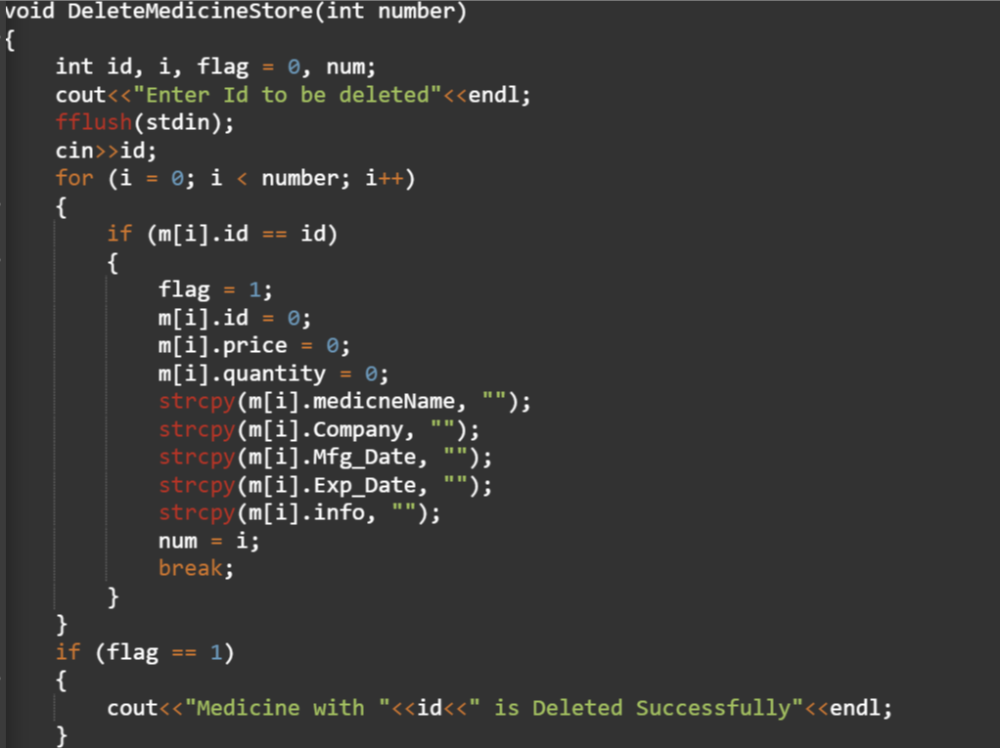 void DeleteMedicineStore(int number)
{
    int id, i, flag = 0, num;
    cout<<"Enter Id to be deleted"<<endl;
    fflush(stdin);
    cin>>id;
    for (i = 0; i < number; i++)
    {
        if (m[i].id == id)
        {
            flag = 1;
            m[i].id = 0;
            m[i].price = 0;
            m[i].quantity = 0;
            strcpy(m[i].medicneName, "");
            strcpy(m[i].Company, "");
            strcpy(m[i].Mfg_Date, "");
            strcpy(m[i].Exp_Date, "");
            strcpy(m[i].info, "");
            num = i;
            break;
        }
    }
    if (flag == 1)
    {
        cout<<"Medicine with "<<id<<" is Deleted Successfully"<<endl;
    }